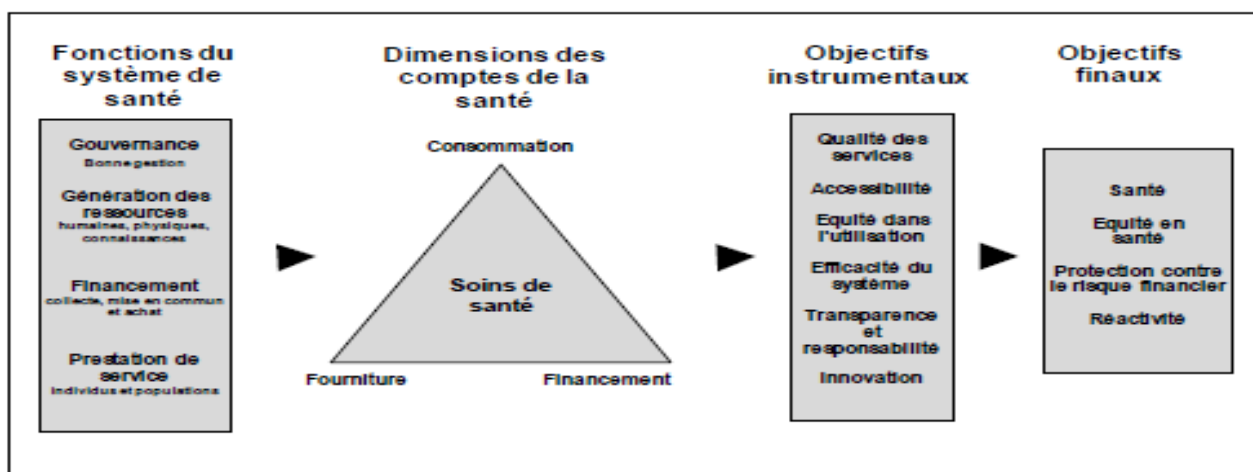 Fonctions du
système de
santé
Gouvernance
Bonne gestion
Génération des
ressources
humaines, physiques,
connaissances
Financement
collecte, mise en commun
et achat
Prestation de
service
Individus et populations
Dimensions des
comptes de la
santé
Consommation
Soins de
santé
Fourniture
Financement
Objectifs
instrumentaux
Qualité des
services
Accessibilité
Equité dans
l'utilisation
Efficacité du
système
Transparence
et
responsabilité
Innovation
Objectifs
finaux
Santé
Equité en
santé
Protection contre
le risque financier
Réactivité